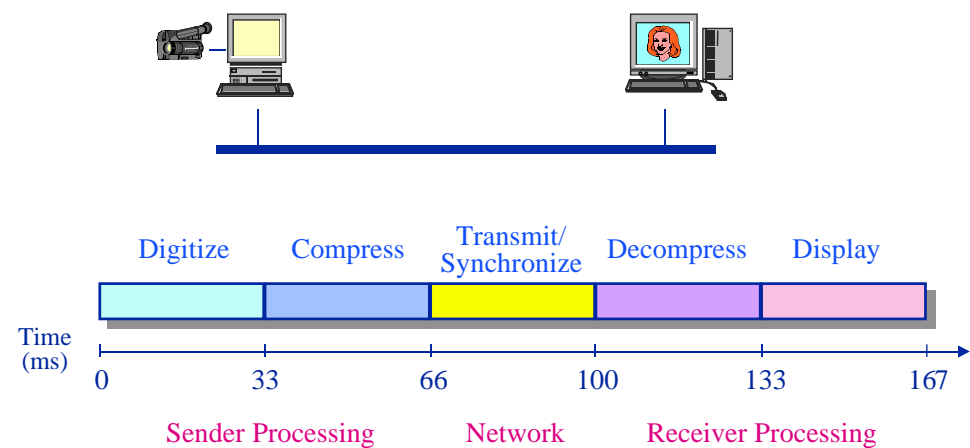 Digitize
Compress
Transmit/
Synchronize
Decompress
Display
Time
(ms)
0
33
66
100
133
167
Sender Processing
Network
Receiver Processing